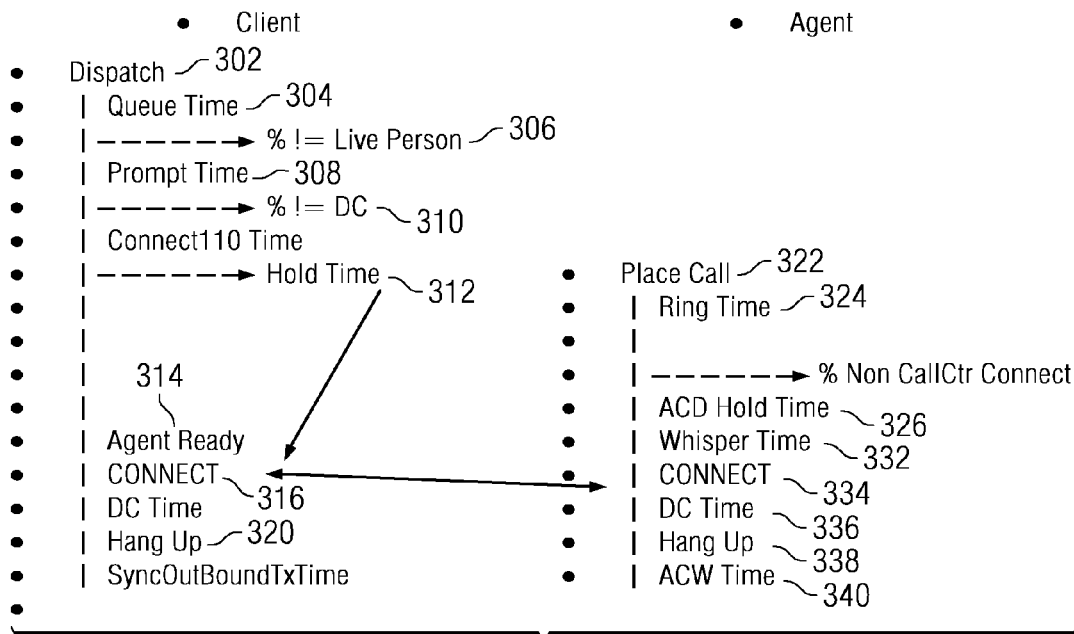 • Client
• Dispatch 302
• | Queue Time 304
• | % != Live Person 306
• | Prompt Time 308
• | % != DC 310
• | Connect110 Time
• | Hold Time 312
314
• | Agent Ready
• | CONNECT 316
• | DC Time
• | Hang Up 320
• | SyncOutBoundTxTime
• Agent
• Place Call 322
• | Ring Time 324
• | % Non CallCtr Connect
• | ACD Hold Time 326
• | Whisper Time 332
• | CONNECT 334
• | DC Time 336
• | Hang Up 338
• | ACW Time 340